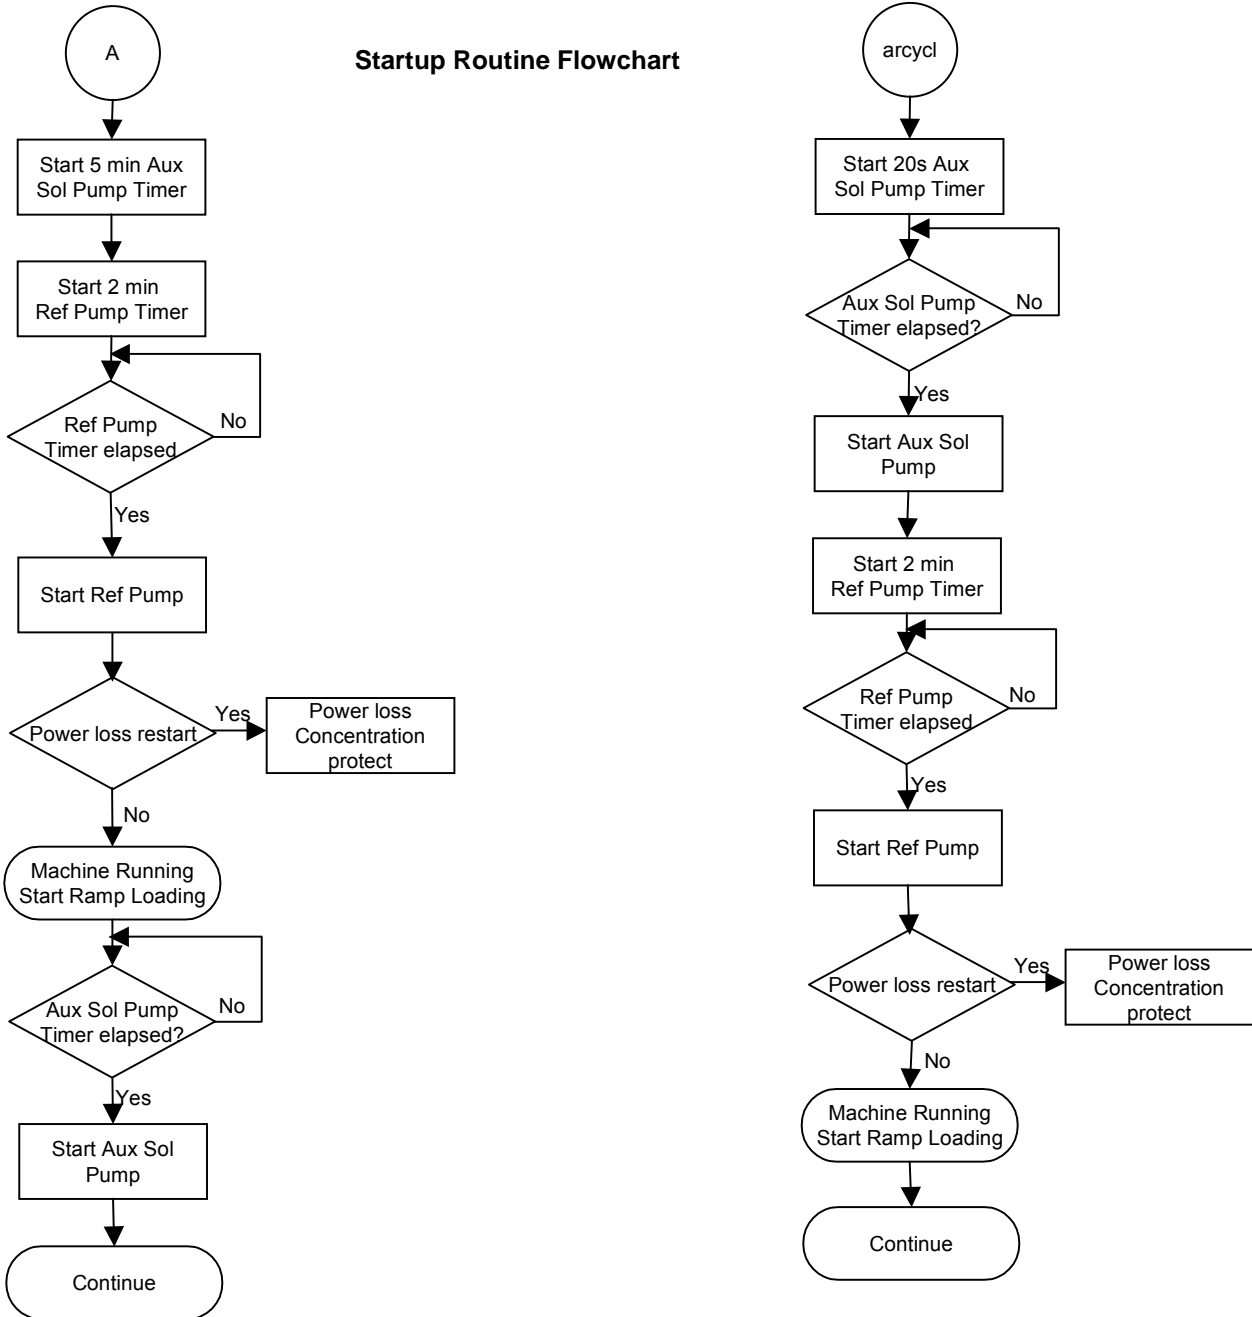 Startup Routine Flowchart
A
Start 5 min Aux
Sol Pump Timer
Start 2 min
Ref Pump Timer
Ref Pump
Timer elapsed
No
Yes
Start Ref Pump
Power loss restart
Yes
Power loss
Concentration
protect
No
Machine Running
Start Ramp Loading
Aux Sol Pump
Timer elapsed?
No
Yes
Start Aux Sol
Pump
Continue
arcycl
Start 20s Aux
Sol Pump Timer
Aux Sol Pump
Timer elapsed?
No
Yes
Start Aux Sol
Pump
Start 2 min
Ref Pump Timer
Ref Pump
Timer elapsed
No
Yes
Start Ref Pump
Power loss restart
Yes
Power loss
Concentration
protect
No
Machine Running
Start Ramp Loading
Continue